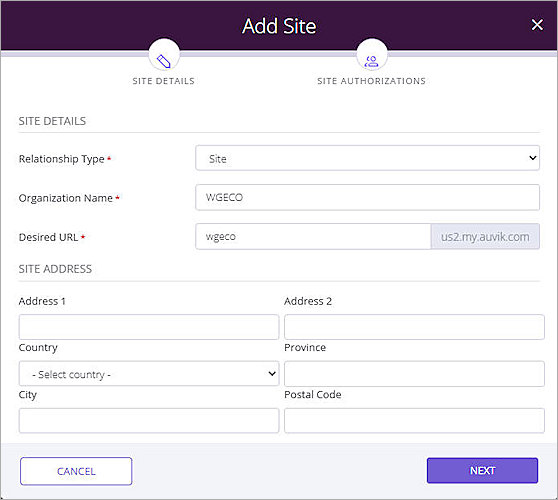 Add Site ×
SITE DETAILS SITE AUTHORIZATIONS
SITE DETAILS
Relationship Type * Site
Organization Name * WGECO
Desired URL * wgeco us2.my.auvik.com
SITE ADDRESS
Address 1 Address 2
Country Province
- Select country -
City Postal Code
CANCEL NEXT